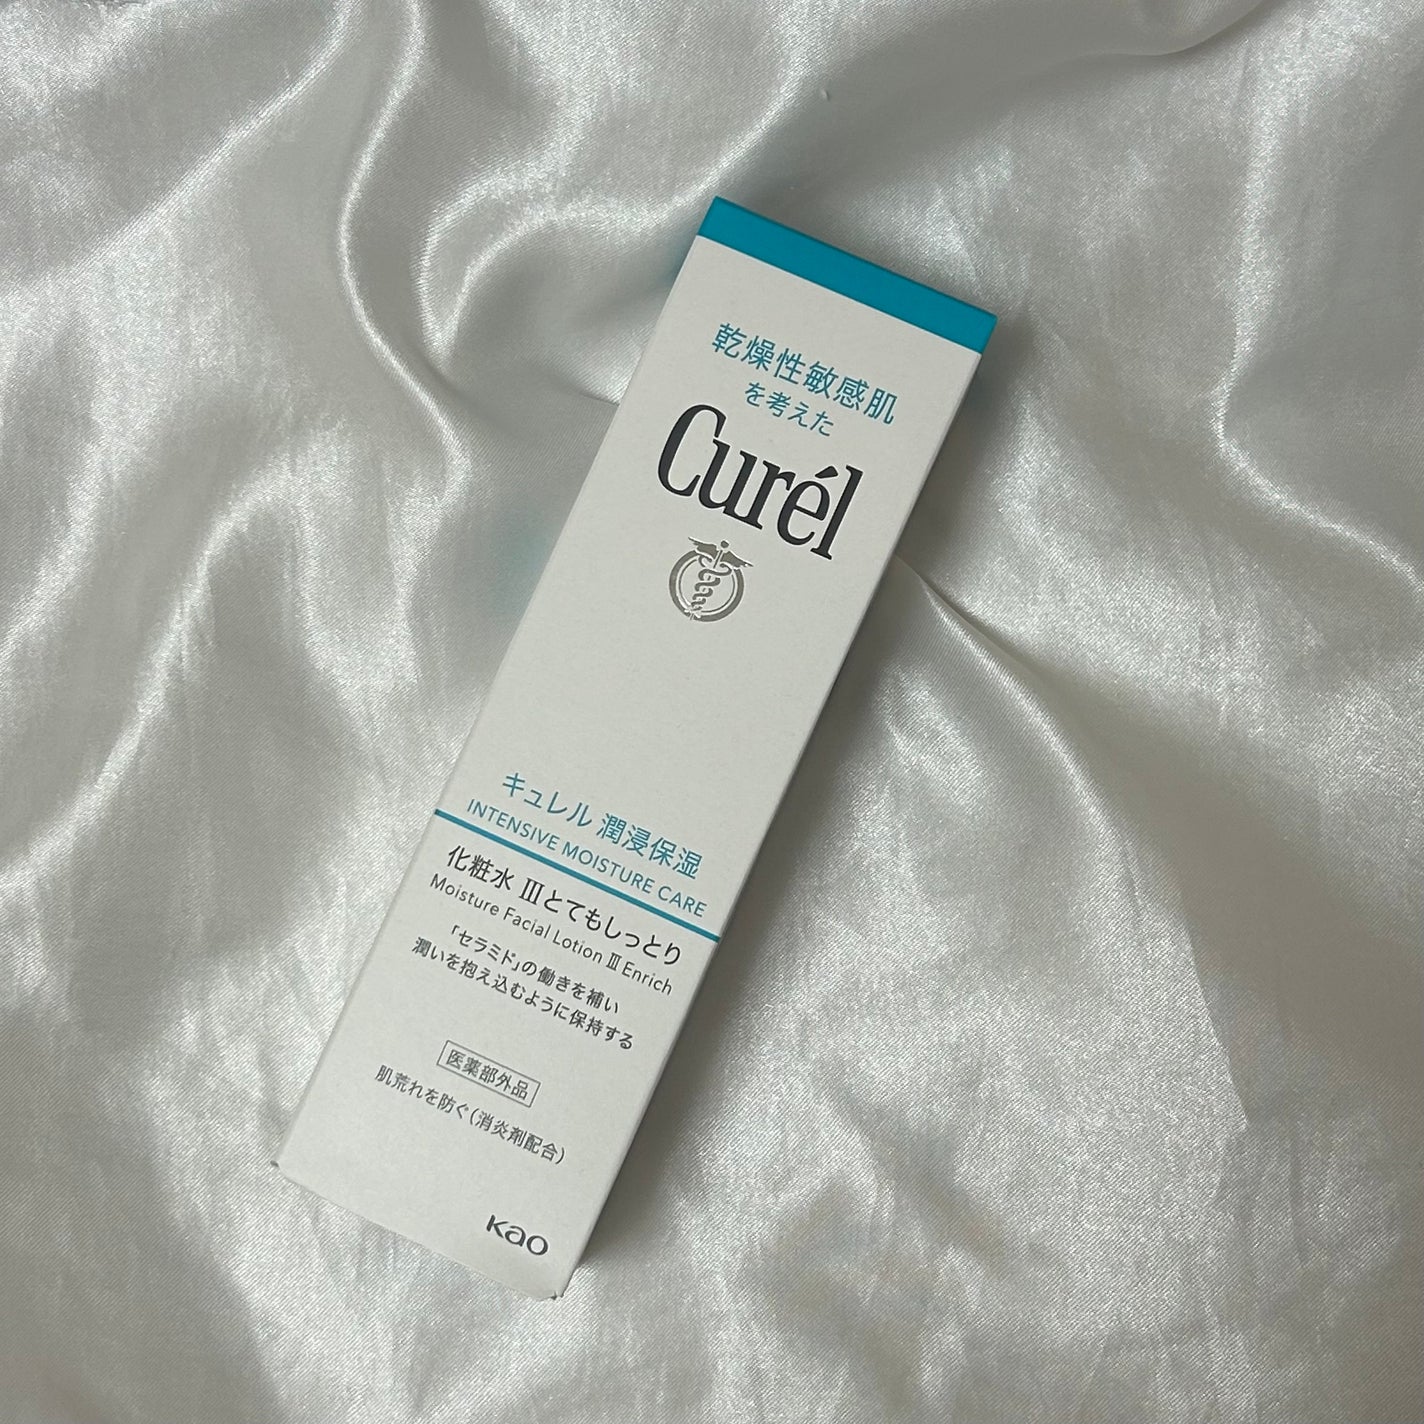 乾燥性敏感肌
を考えた
Curél
キュレル 潤浸保湿
INTENSIVE MOISTURE CARE
化粧水 Ⅲとてもしっとり
Moisture Facial Lotion Ⅲ Enrich
「セラミド」の働きを補い
潤いを抱え込むように保持する
医薬部外品
肌荒れを防ぐ(消炎剤配合)
Kao